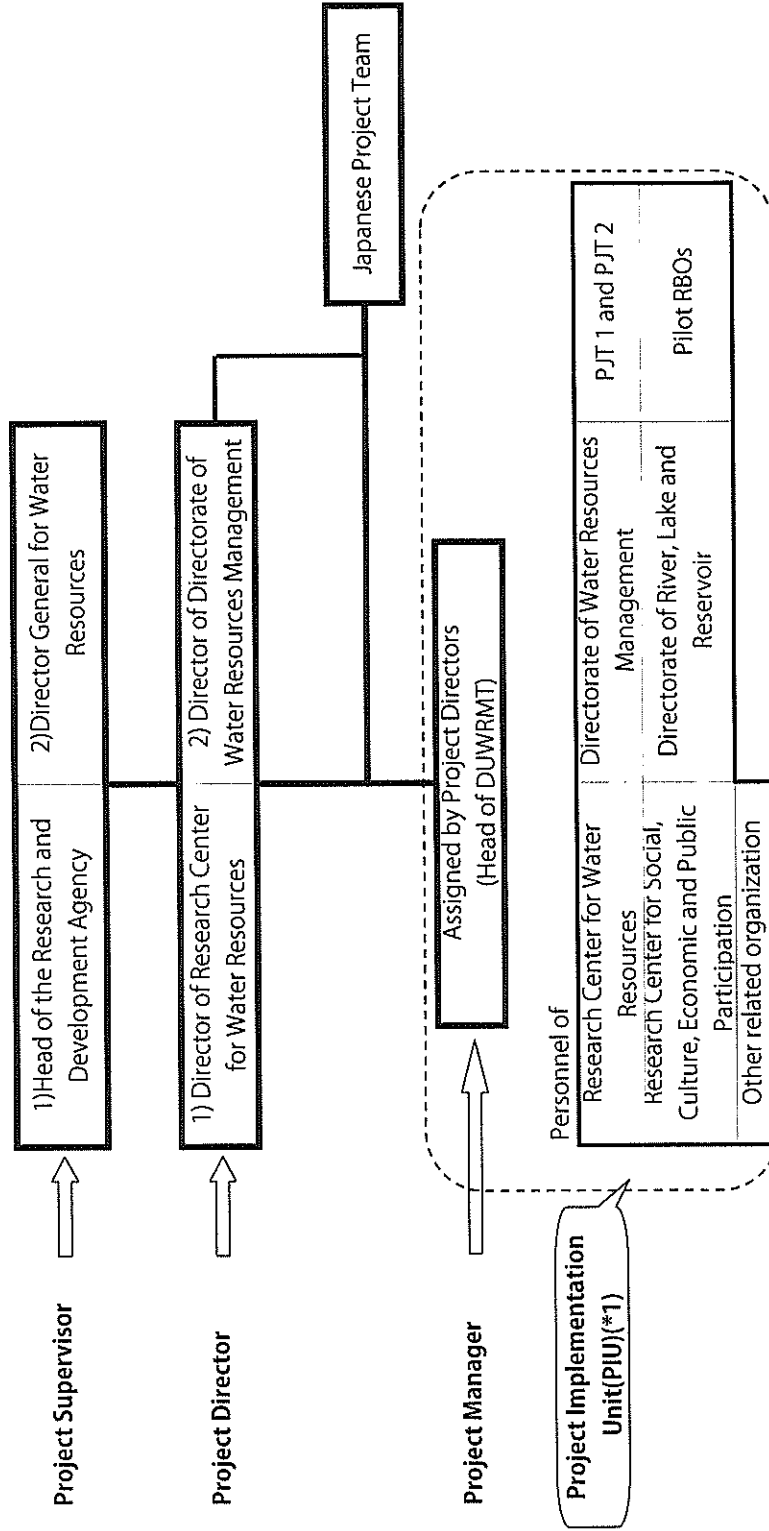 Project Supervisor
1)Head of the Research and
Development Agency
2)Director General for Water
Resources
Project Director
1) Director of Research Center
for Water Resources
2) Director of Directorate of
Water Resources Management
Japanese Project Team
Project Manager
Assigned by Project Directors
(Head of DUWRMT)
Project Implementation
Unit(PIU)(*1)
Personnel of
Research Center for Water
Resources
Directorate of Water Resources
Management
PJT 1 and PJT 2
Research Center for Social,
Culture, Economic and Public
Participation
Directorate of River, Lake and
Reservoir
Pilot RBOs
Other related organization